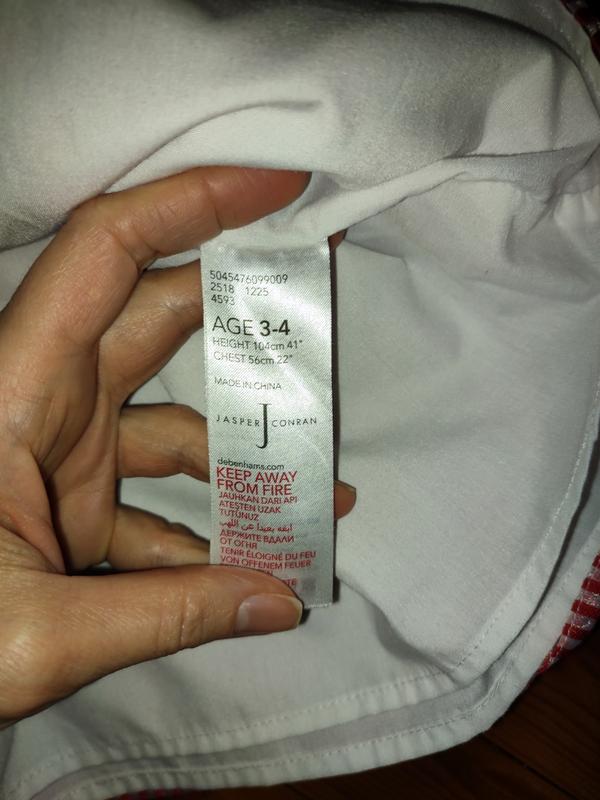 5045476099009
2518 1225
4593
AGE 3-4
HEIGHT 104cm 41"
CHEST 56cm 22"
MADE IN CHINA
JASPER J CONRAN
debenhams.com
KEEP AWAY
FROM FIRE
JAUHKAN DARI API
ATEŞTEN UZAK
TUTUNUZ
ابقه بعيدا عن اللهب
ДЕРЖИТЕ ВДАЛИ
ОТ ОГНЯ
TENIR ÉLOIGNÉ DU FEU
VON OFFENEM FEUER